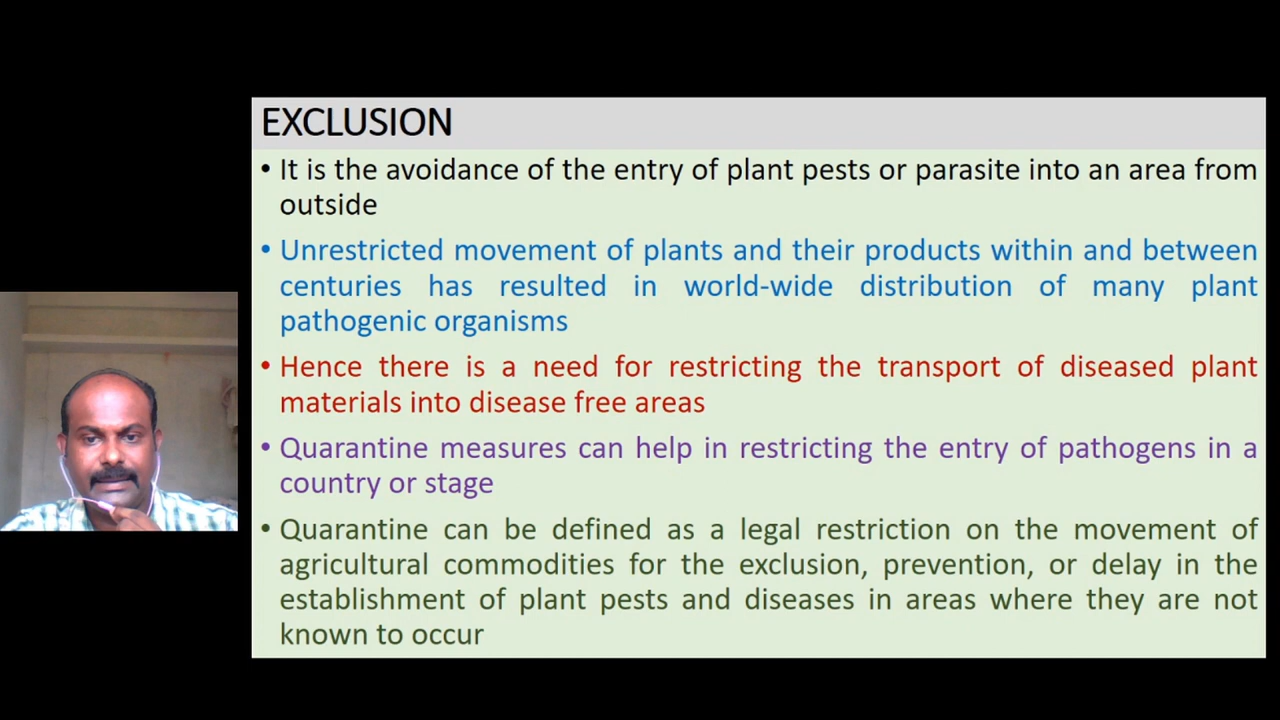 EXCLUSION
• It is the avoidance of the entry of plant pests or parasite into an area from
outside
• Unrestricted movement of plants and their products within and between
centuries has resulted in world-wide distribution of many plant
pathogenic organisms
• Hence there is a need for restricting the transport of diseased plant
materials into disease free areas
• Quarantine measures can help in restricting the entry of pathogens in a
country or stage
• Quarantine can be defined as a legal restriction on the movement of
agricultural commodities for the exclusion, prevention, or delay in the
establishment of plant pests and diseases in areas where they are not
known to occur